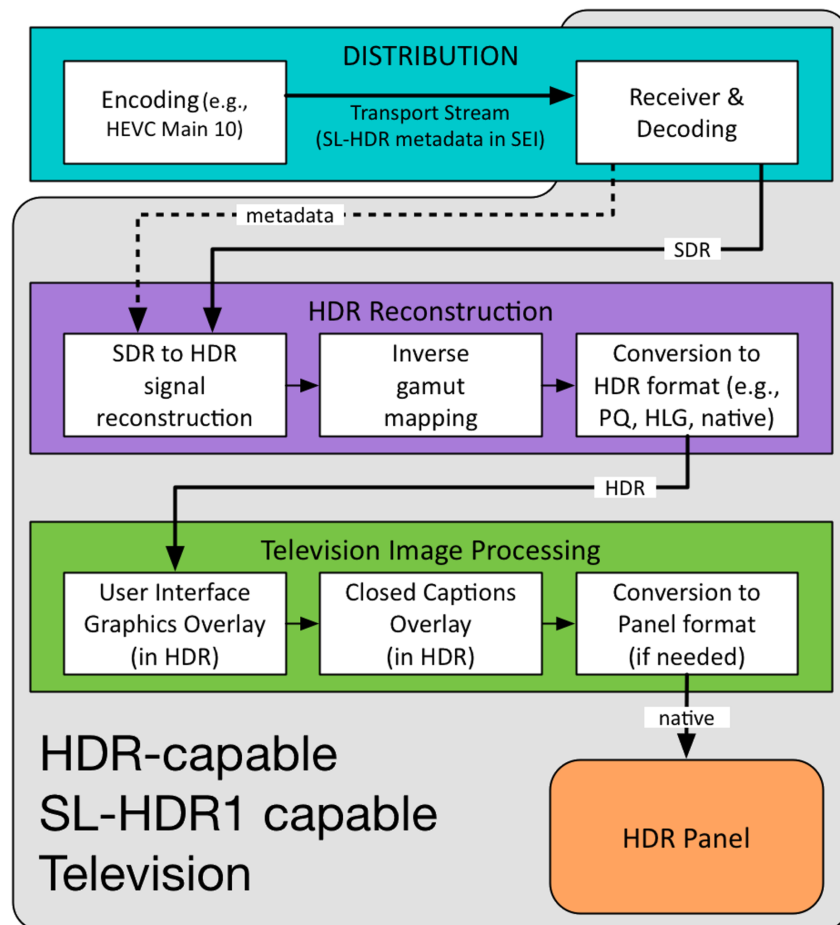 DISTRIBUTION
Encoding (e.g.,
HEVC Main 10)
Transport Stream
(SL-HDR metadata in SEI)
Receiver &
Decoding
metadata
SDR
HDR Reconstruction
SDR to HDR
signal
reconstruction
Inverse
gamut
mapping
Conversion to
HDR format (e.g.,
PQ, HLG, native)
HDR
Television Image Processing
User Interface
Graphics Overlay
(in HDR)
Closed Captions
Overlay
(in HDR)
Conversion to
Panel format
(if needed)
native
HDR-capable
SL-HDR1 capable
Television
HDR Panel